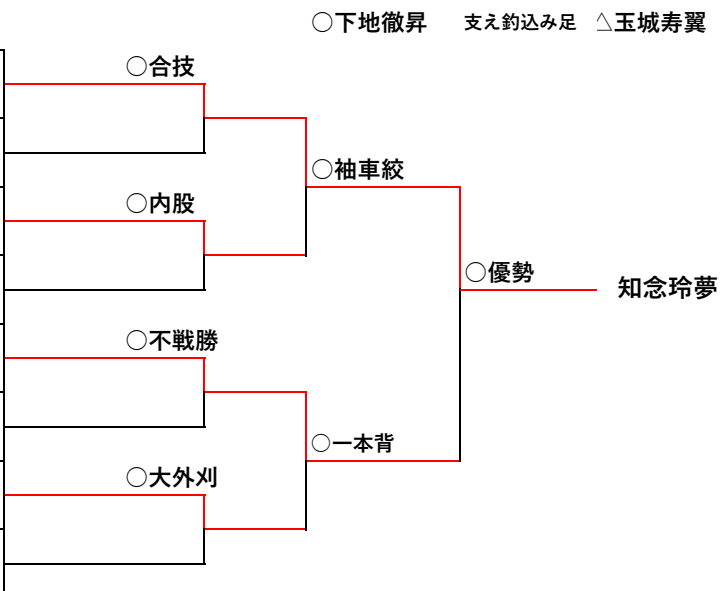 ○下地徹昇 支え釣込み足 △玉城寿翼
○合技
○袖車絞
○内股
○優勢
知念玲夢
○不戦勝
○一本背
○大外刈